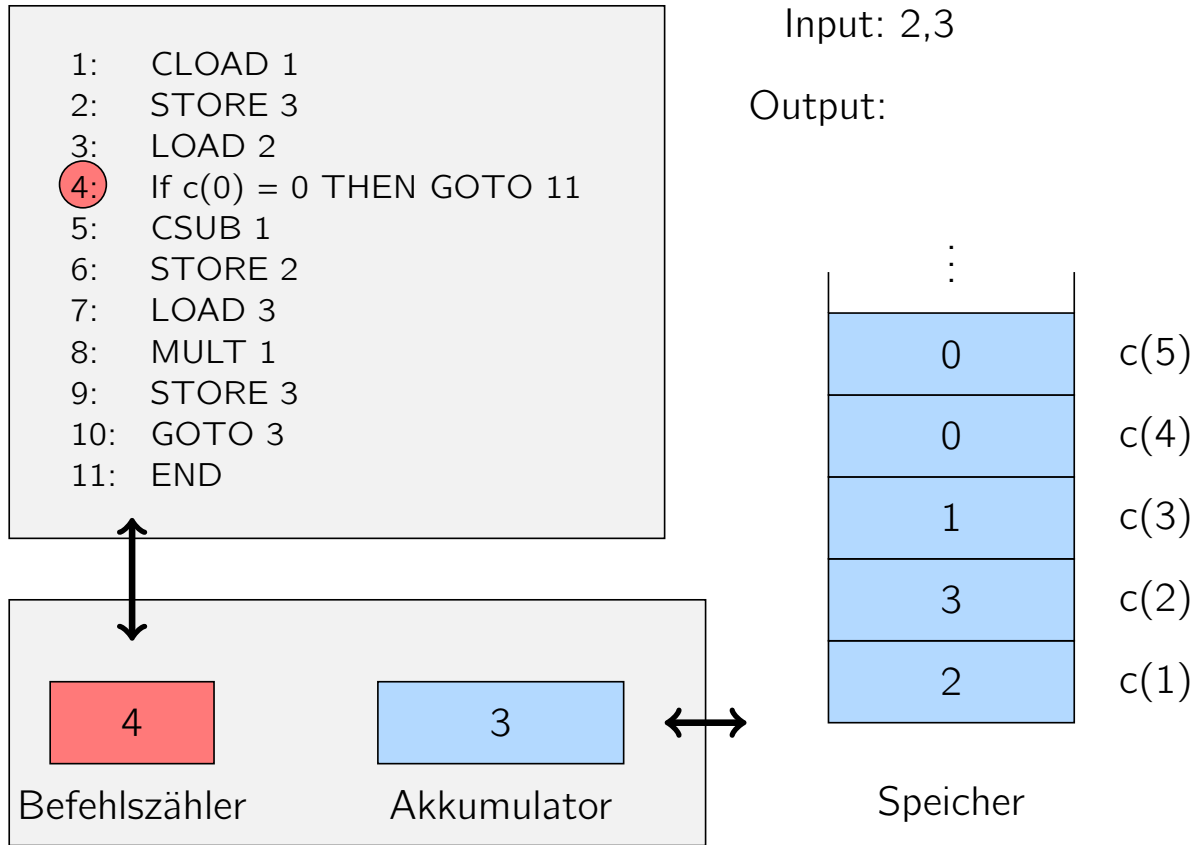 1: CLOAD 1
2: STORE 3
3: LOAD 2
4: If c(0) = 0 THEN GOTO 11
5: CSUB 1
6: STORE 2
7: LOAD 3
8: MULT 1
9: STORE 3
10: GOTO 3
11: END
Input: 2,3
Output:
⋮
0 c(5)
0 c(4)
1 c(3)
3 c(2)
2 c(1)
Speicher
4
Befehlszähler
3
Akkumulator